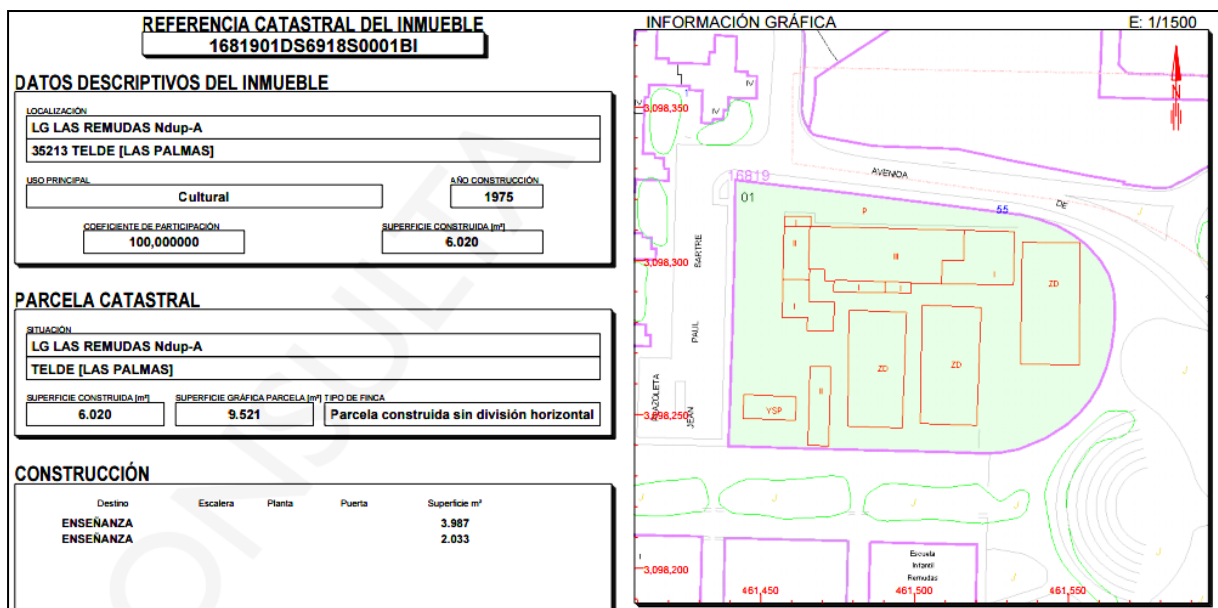 REFERENCIA CATASTRAL DEL INMUEBLE
1681901DS6918S0001BI
DATOS DESCRIPTIVOS DEL INMUEBLE
LOCALIZACIÓN
LG LAS REMUDAS Ndup-A
35213 TELDE [LAS PALMAS]
USO PRINCIPAL
AÑO CONSTRUCCIÓN
Cultural
1975
COEFICIENTE DE PARTICIPACIÓN
SUPERFICIE CONSTRUIDA [m²]
100,000000
6.020
PARCELA CATASTRAL
SITUACIÓN
LG LAS REMUDAS Ndup-A
TELDE [LAS PALMAS]
SUPERFICIE CONSTRUIDA [m²]
SUPERFICIE GRÁFICA PARCELA [m²]
TIPO DE FINCA
6.020
9.521
Parcela construida sin división horizontal
CONSTRUCCIÓN
Destino Escalera Planta Puerta Superficie m²
ENSEÑANZA 3.987
ENSEÑANZA 2.033
CONSULTA
INFORMACIÓN GRÁFICA
E: 1/1500
N
IV
IV
IV
3,098,350
AVENIDA
DE
16819
01
P
55
J
I
II
III
I
ZD
3,098,300
I
I
I
ZD
ZD
II
YSP
3,098,250
PLAZOLETA
JEAN PAUL SARTRE
J
J
J
J
J
J
3,098,200
I
Escuela
Infantil
Remudas
J
461,450
461,500
461,550